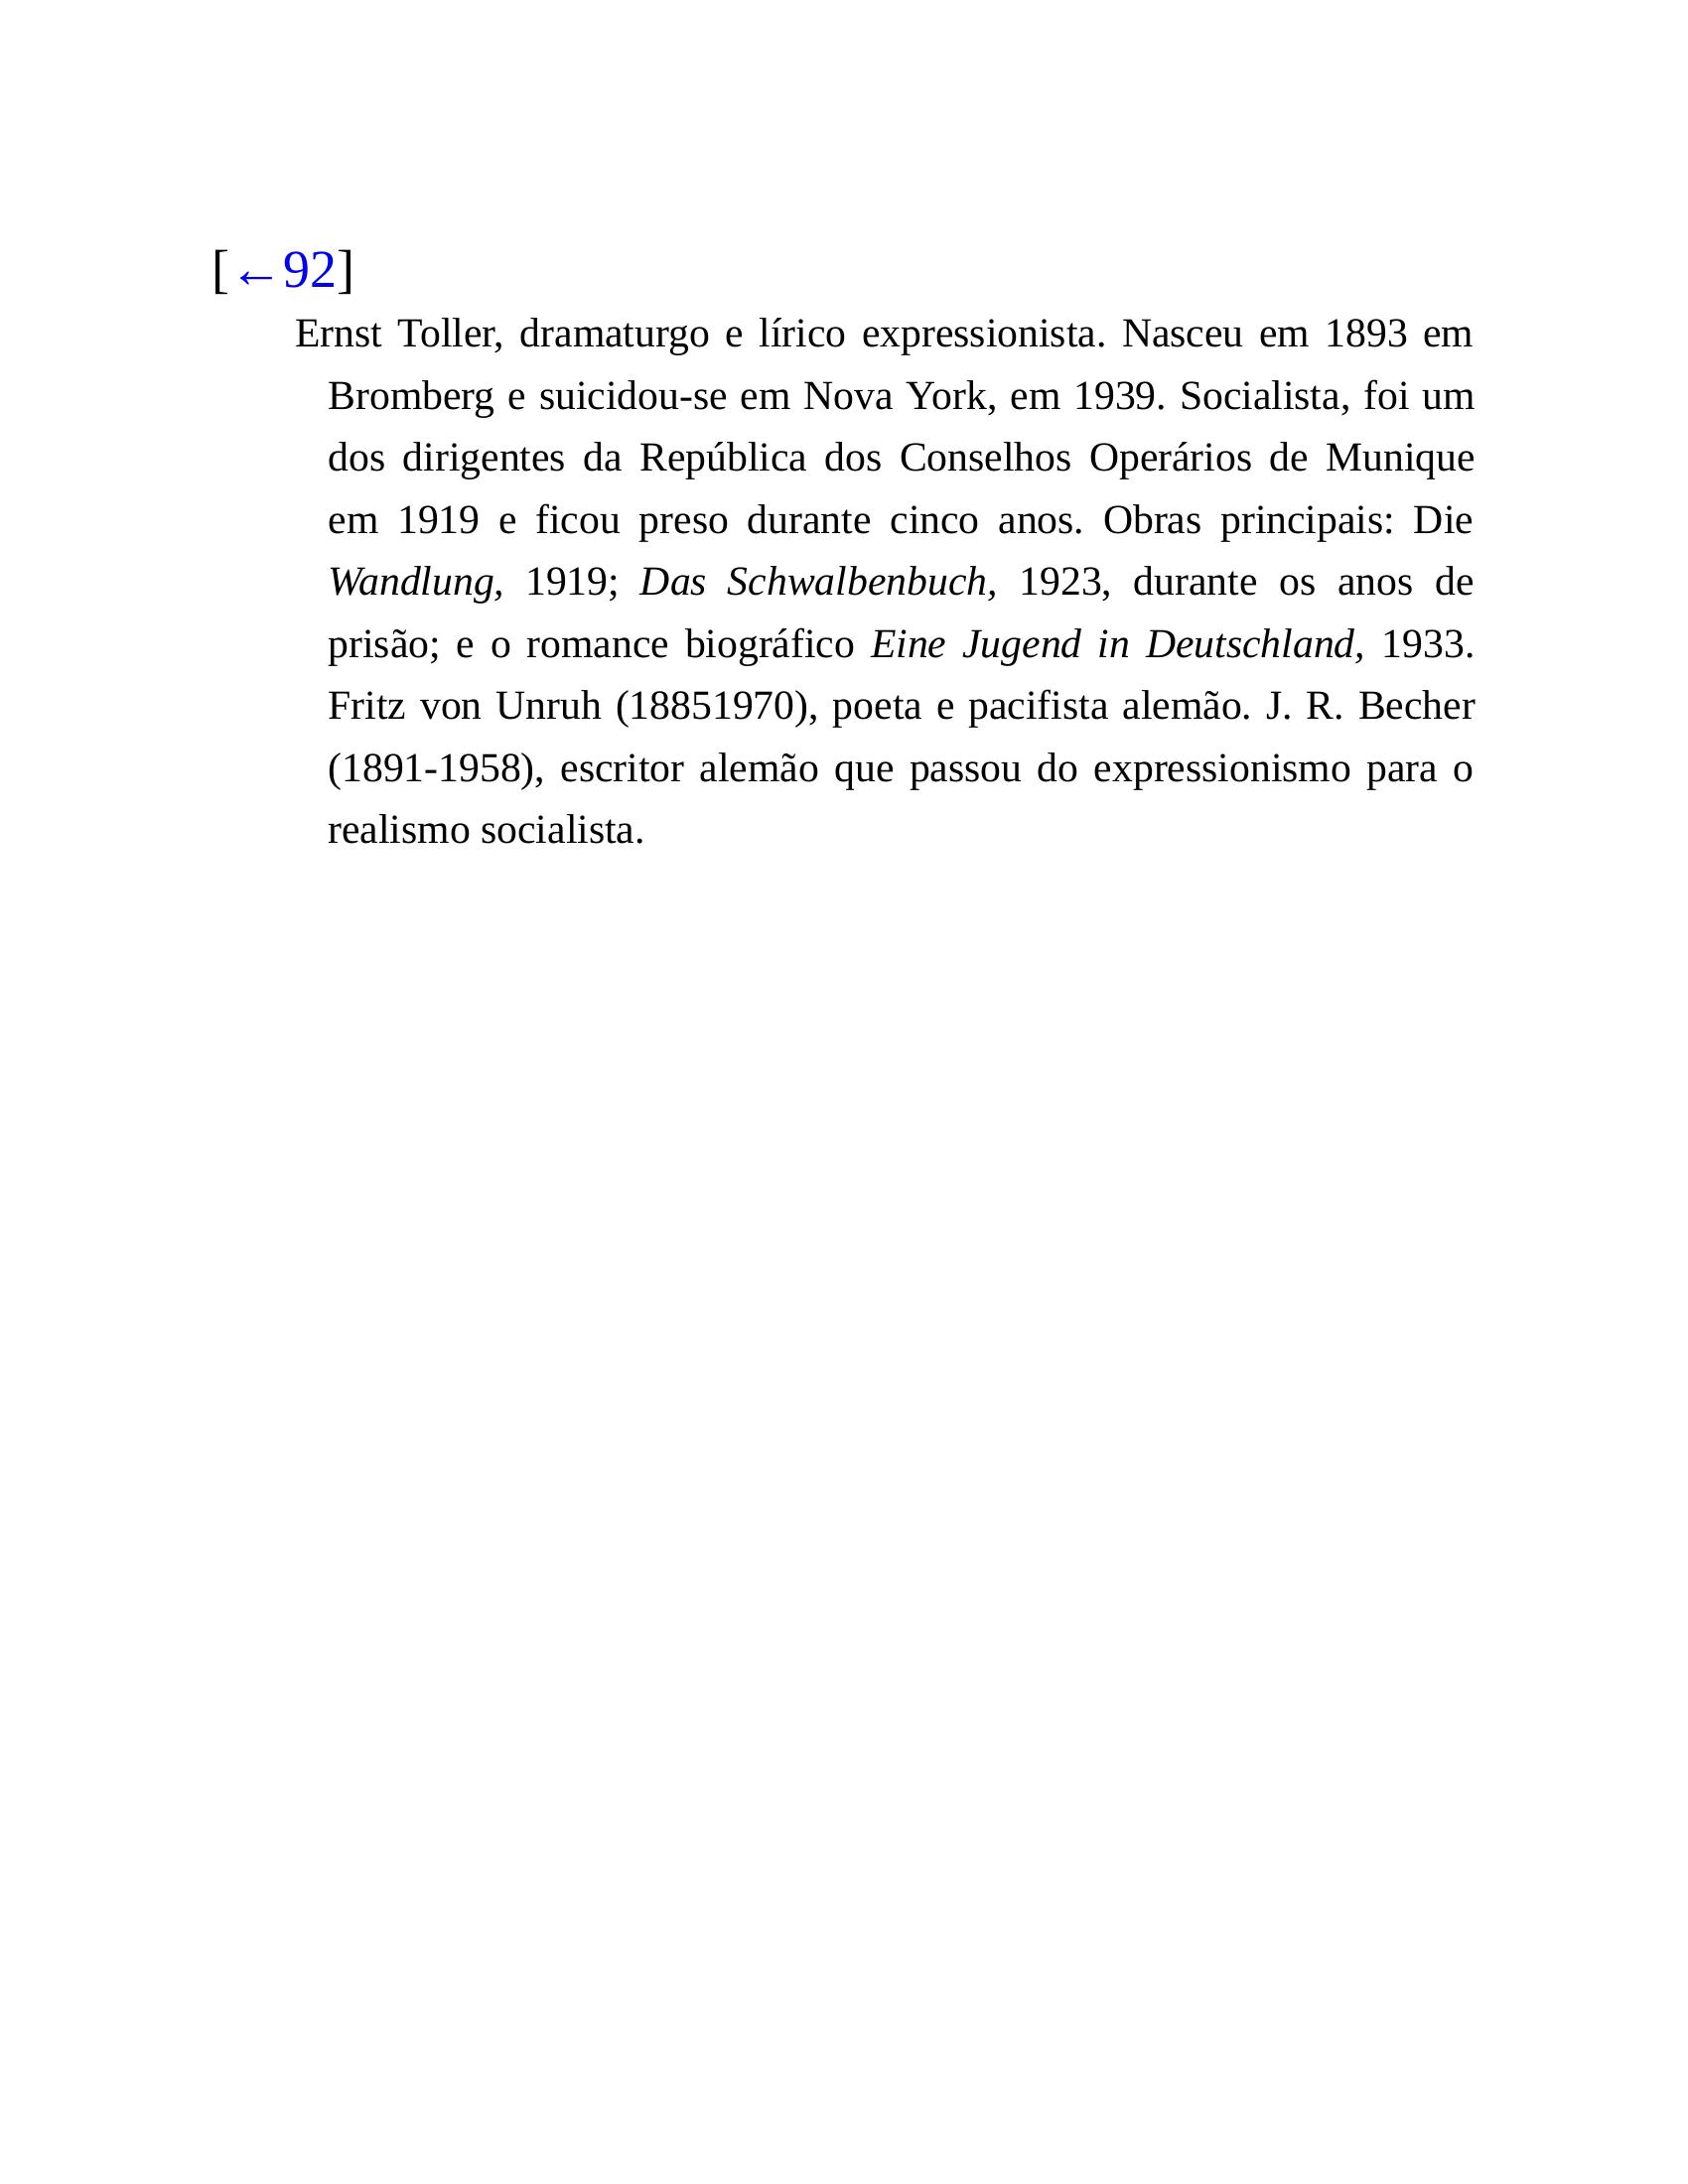 [←92]
Ernst Toller, dramaturgo e lírico expressionista. Nasceu em 1893 em
Bromberg e suicidou-se em Nova York, em 1939. Socialista, foi um
dos dirigentes da República dos Conselhos Operários de Munique
em 1919 e ficou preso durante cinco anos. Obras principais: Die
Wandlung, 1919; Das Schwalbenbuch, 1923, durante os anos de
prisão; e o romance biográfico Eine Jugend in Deutschland, 1933.
Fritz von Unruh (18851970), poeta e pacifista alemão. J. R. Becher
(1891-1958), escritor alemão que passou do expressionismo para o
realismo socialista.